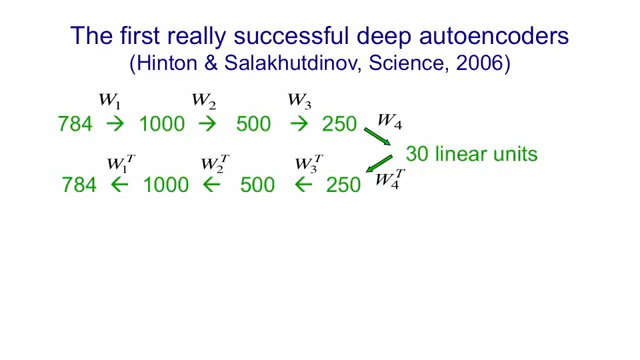 The first really successful deep autoencoders
(Hinton & Salakhutdinov, Science, 2006)
W₁ W₂ W₃
784 → 1000 → 500 → 250 W₄
30 linear units
W₁ᵀ W₂ᵀ W₃ᵀ
784 ← 1000 ← 500 ← 250 W₄ᵀ